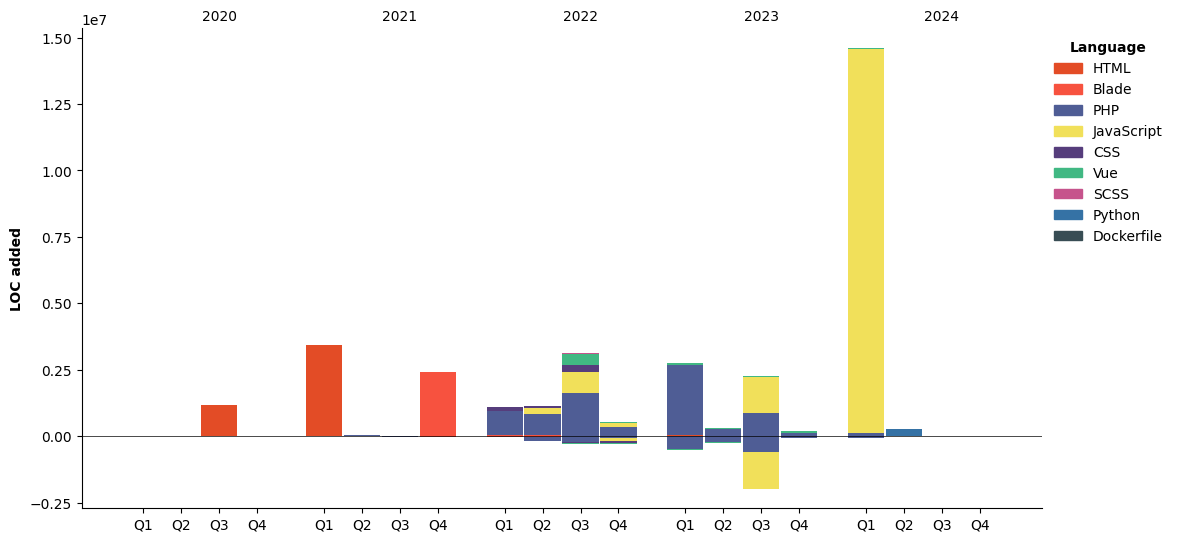 2020 2021 2022 2023 2024
1e7
1.50
1.25
1.00
0.75
0.50
0.25
0.00
−0.25
LOC added
Q1 Q2 Q3 Q4 Q1 Q2 Q3 Q4 Q1 Q2 Q3 Q4 Q1 Q2 Q3 Q4 Q1 Q2 Q3 Q4
Language
HTML
Blade
PHP
JavaScript
CSS
Vue
SCSS
Python
Dockerfile